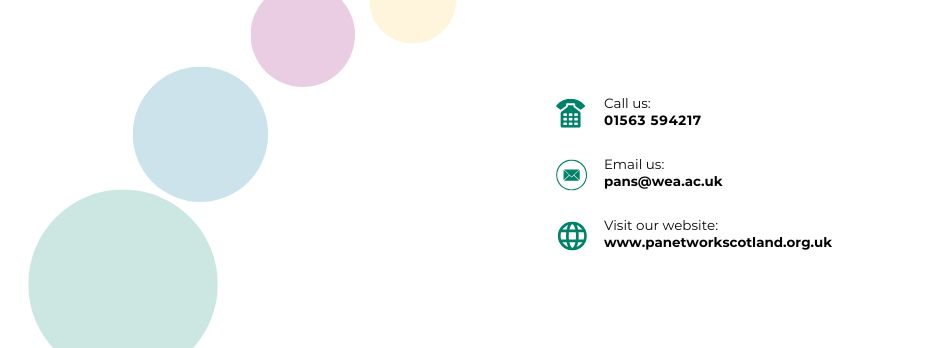 Call us:
01563 594217
Email us:
pans@wea.ac.uk
Visit our website:
www.panetworkscotland.org.uk